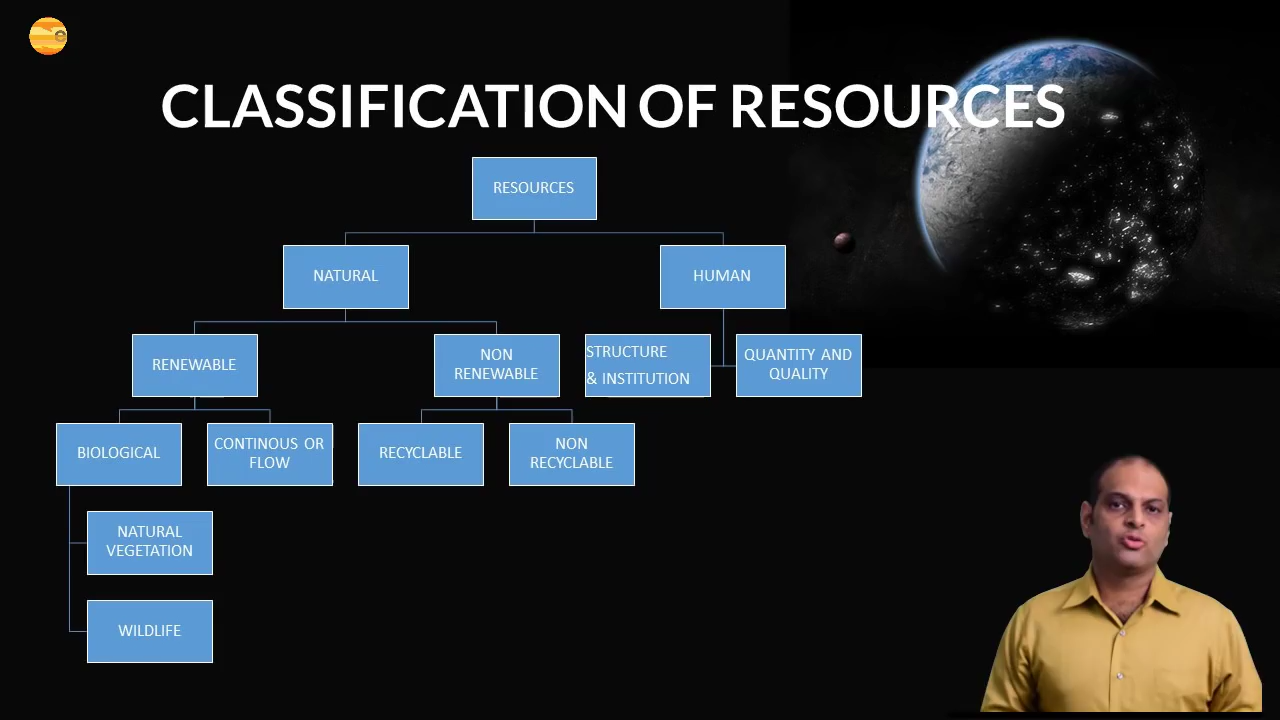 CLASSIFICATION OF RESOURCES
RESOURCES
NATURAL
HUMAN
RENEWABLE
NON
RENEWABLE
STRUCTURE
& INSTITUTION
QUANTITY AND
QUALITY
BIOLOGICAL
CONTINOUS OR
FLOW
RECYCLABLE
NON
RECYCLABLE
NATURAL
VEGETATION
WILDLIFE